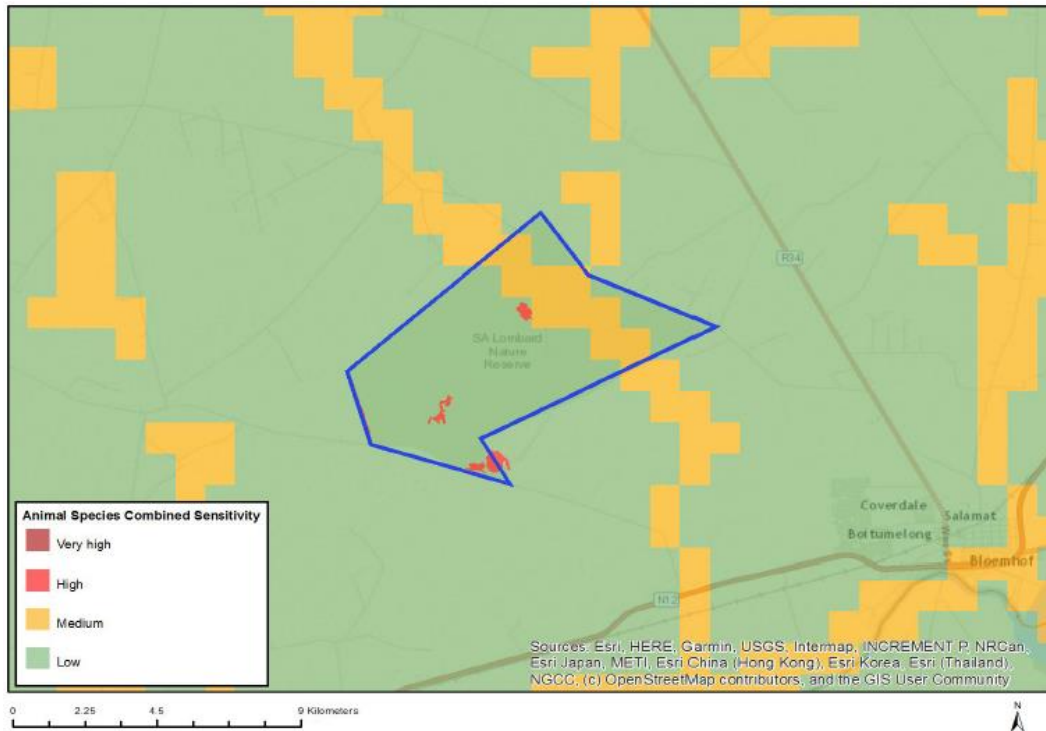 R34
SA Lombard
Nature
Reserve
Coverdale
Salamat
Boitumelong
Bloemhof
N12
Animal Species Combined Sensitivity
Very high
High
Medium
Low
Sources: Esri, HERE, Garmin, USGS, Intermap, INCREMENT P, NRCan,
Esri Japan, METI, Esri China (Hong Kong), Esri Korea, Esri (Thailand),
NGCC, (c) OpenStreetMap contributors, and the GIS User Community
0 2.25 4.5 9 Kilometers
N